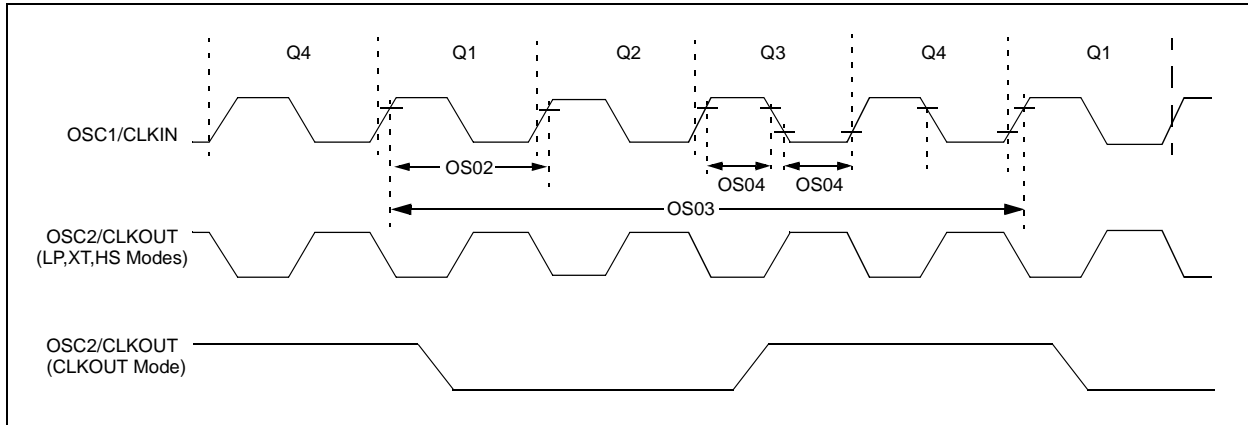 Q4 Q1 Q2 Q3 Q4 Q1
OSC1/CLKIN
OS02
OS04 OS04
OS03
OSC2/CLKOUT
(LP,XT,HS Modes)
OSC2/CLKOUT
(CLKOUT Mode)